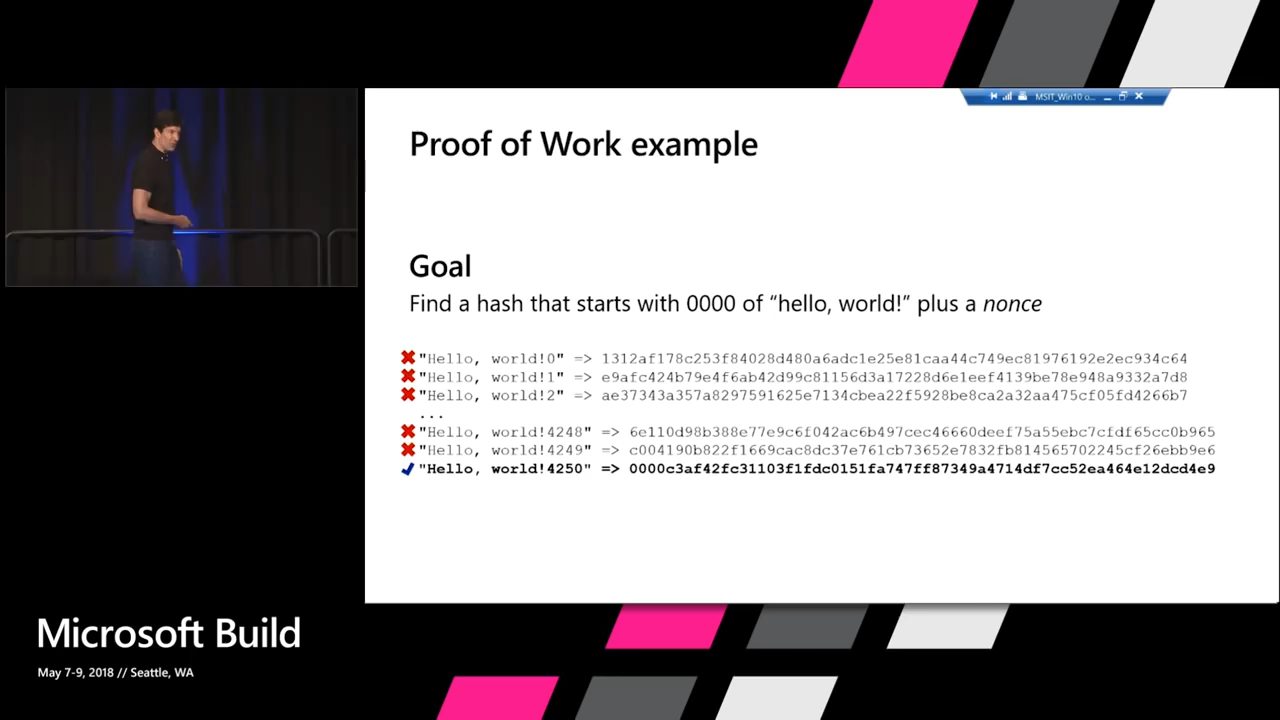 MSIT_Win10 o...
Proof of Work example
Goal
Find a hash that starts with 0000 of “hello, world!” plus a nonce
"Hello, world!0" => 1312af178c253f84028d480a6adc1e25e81caa44c749ec81976192e2ec934c64
"Hello, world!1" => e9afc424b79e4f6ab42d99c81156d3a17228d6e1eef4139be78e948a9332a7d8
"Hello, world!2" => ae37343a357a8297591625e7134cbea22f5928be8ca2a32aa475cf05fd4266b7
...
"Hello, world!4248" => 6e110d98b388e77e9c6f042ac6b497cec46660deef75a55ebc7cfdf65cc0b965
"Hello, world!4249" => c004190b822f1669cac8dc37e761cb73652e7832fb814565702245cf26ebb9e6
"Hello, world!4250" => 0000c3af42fc31103f1fdc0151fa747ff87349a4714df7cc52ea464e12dcd4e9
Microsoft Build
May 7-9, 2018 // Seattle, WA